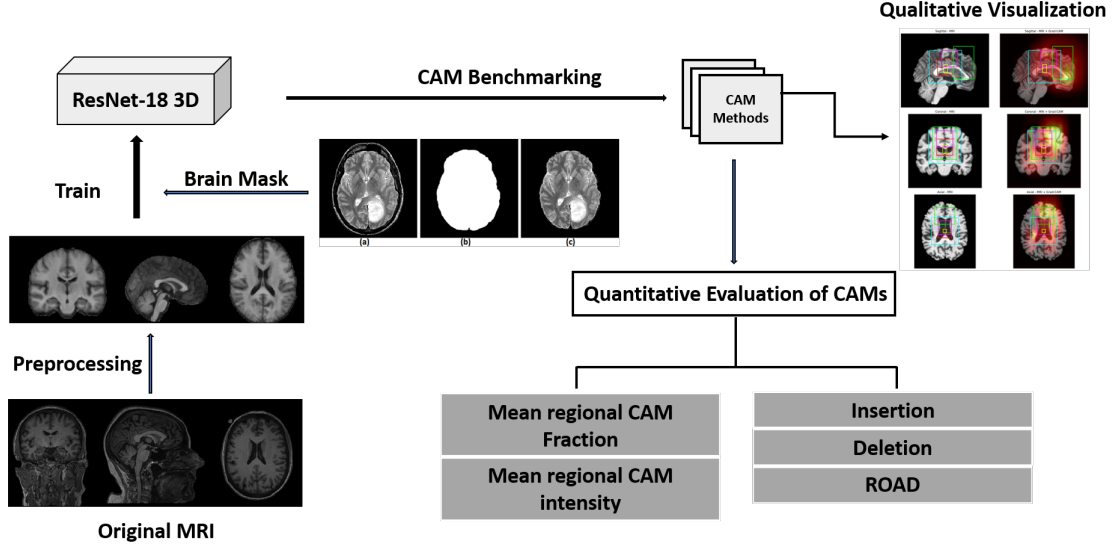 Qualitative Visualization
ResNet-18 3D
CAM Benchmarking
CAM
Methods
Train
Brain Mask
(a)
(b)
(c)
Quantitative Evaluation of CAMs
Preprocessing
Mean regional CAM
Fraction
Mean regional CAM
intensity
Insertion
Deletion
ROAD
Original MRI